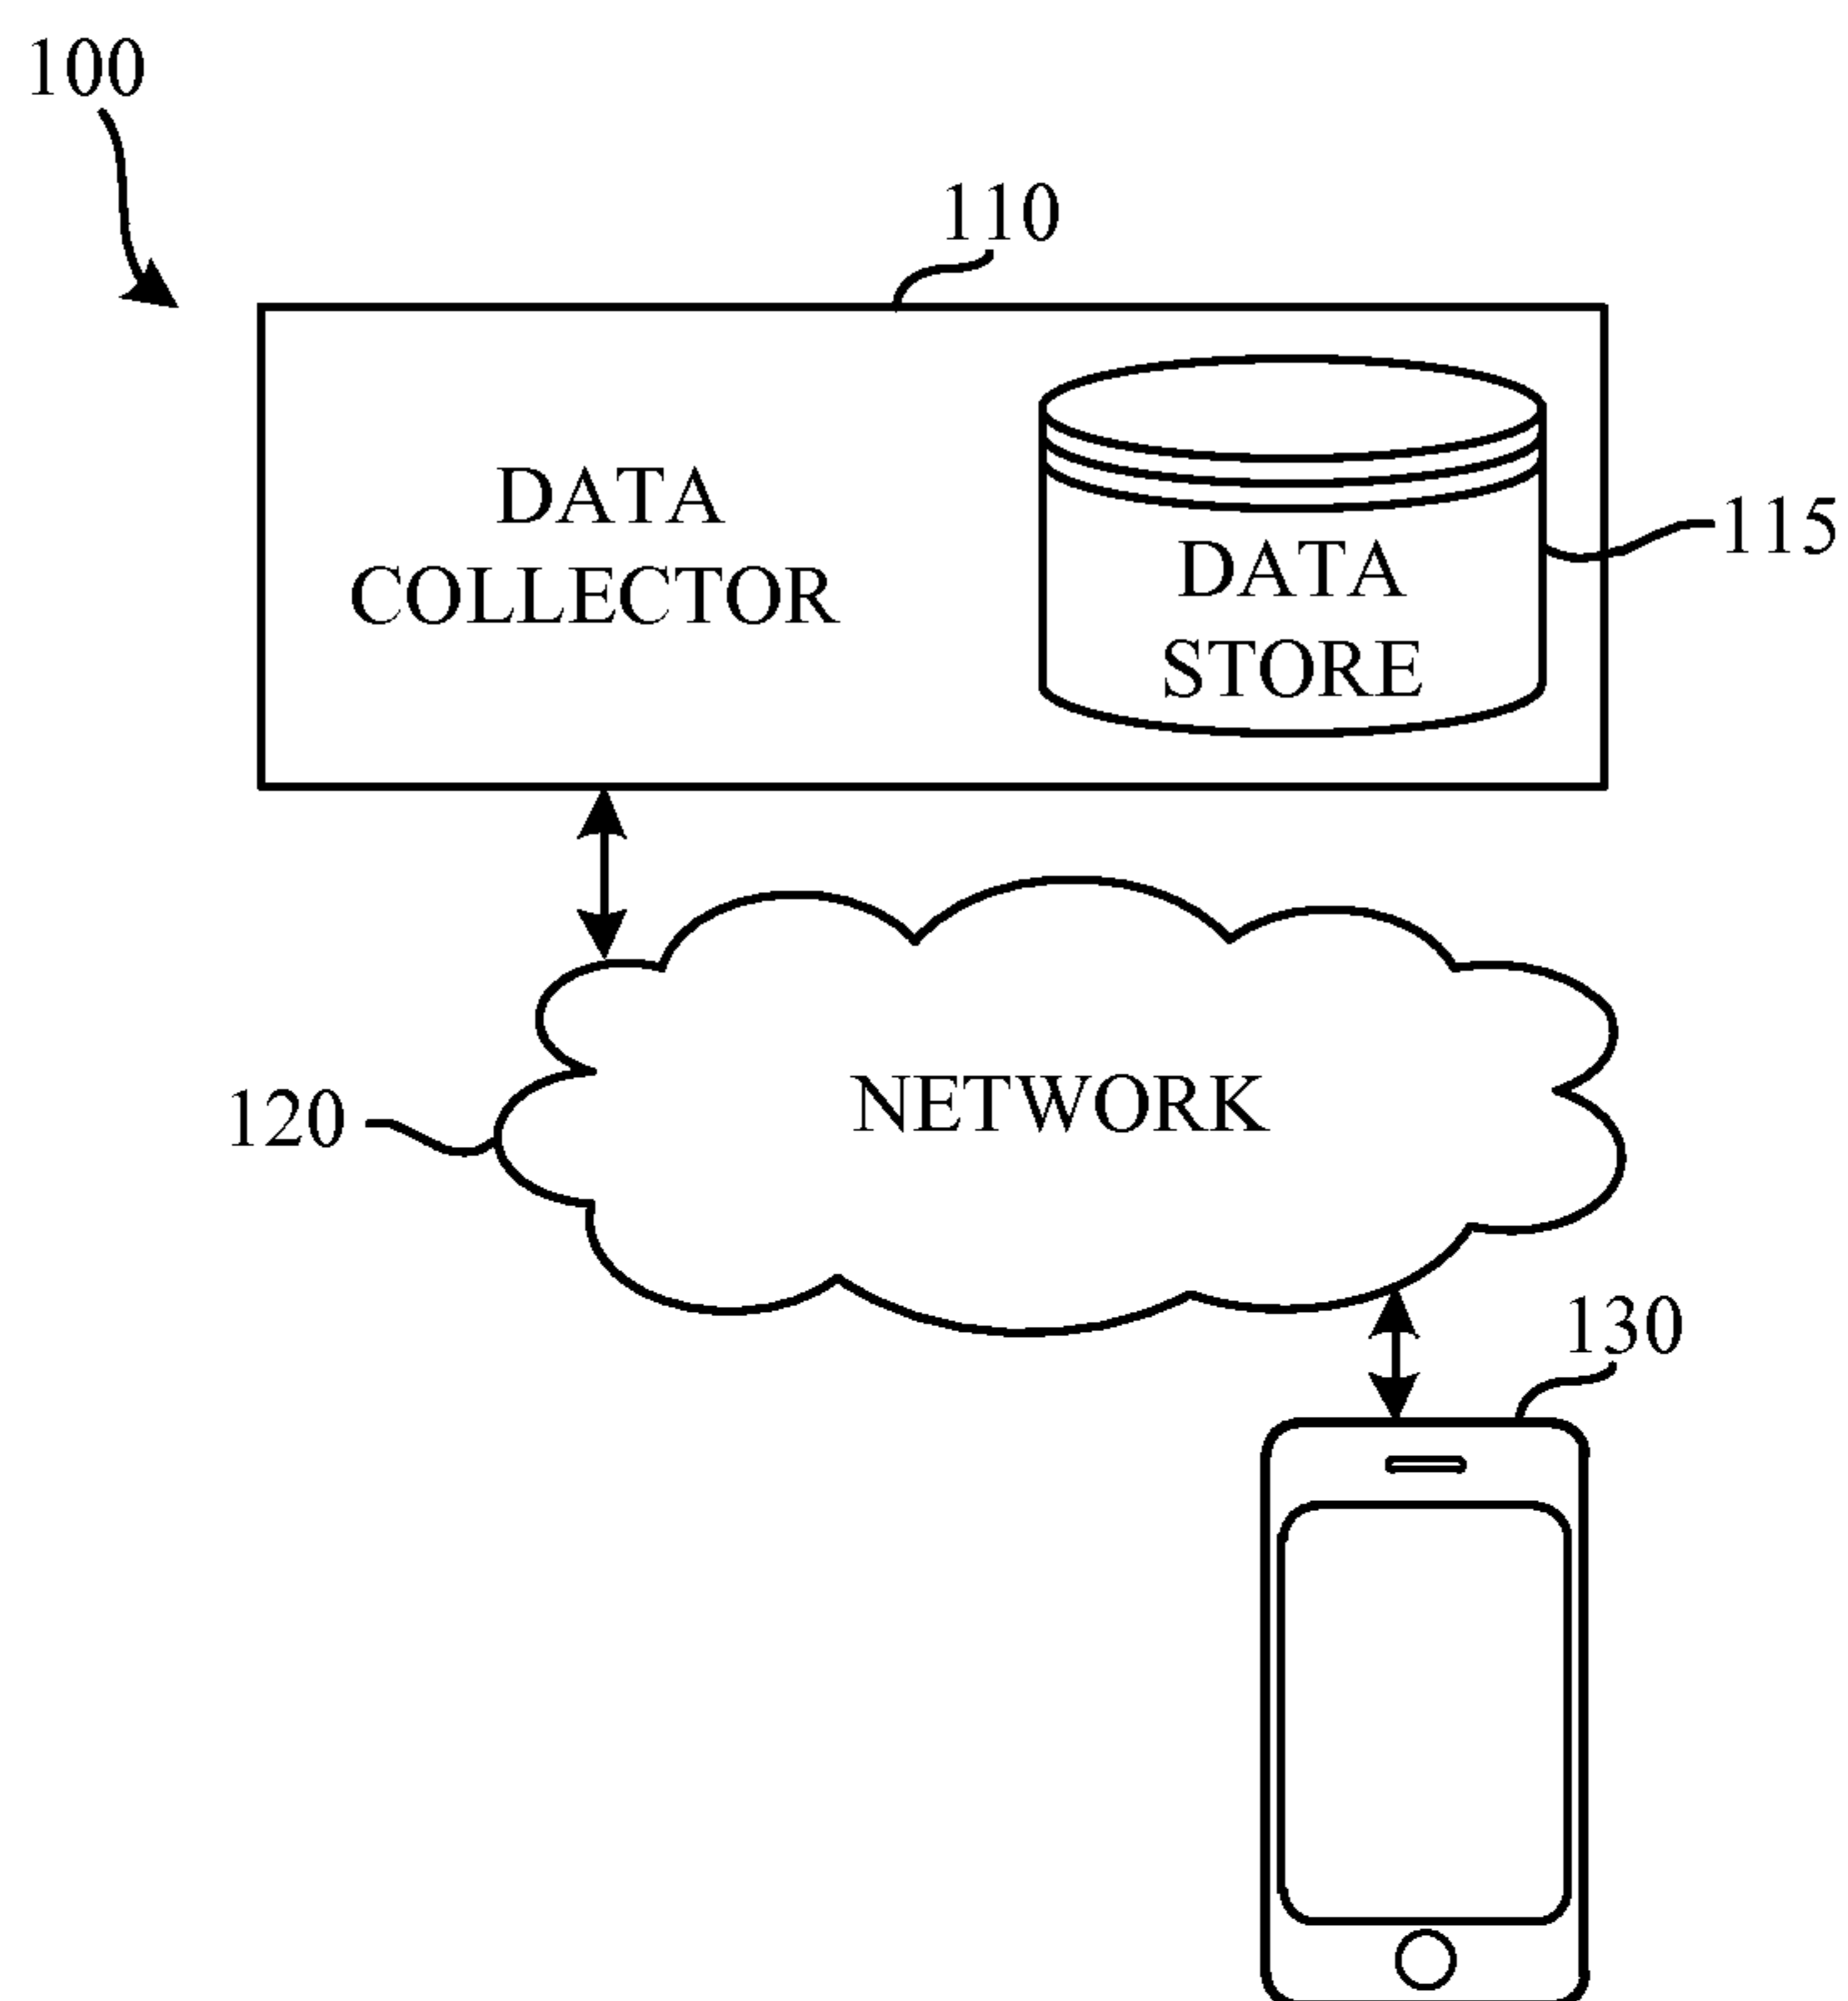 100
110
DATA
COLLECTOR
DATA
STORE
115
NETWORK
120
130